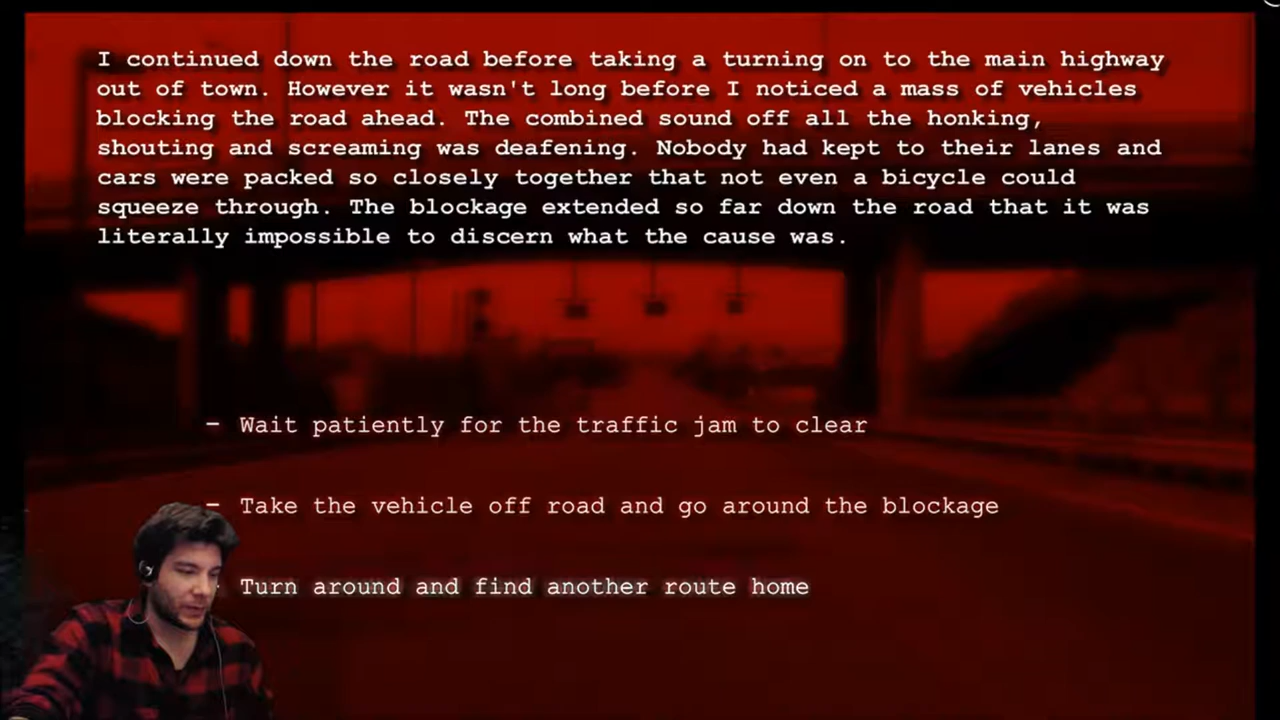 I continued down the road before taking a turning on to the main highway
out of town. However it wasn't long before I noticed a mass of vehicles
blocking the road ahead. The combined sound off all the honking,
shouting and screaming was deafening. Nobody had kept to their lanes and
cars were packed so closely together that not even a bicycle could
squeeze through. The blockage extended so far down the road that it was
literally impossible to discern what the cause was.
- Wait patiently for the traffic jam to clear
- Take the vehicle off road and go around the blockage
- Turn around and find another route home